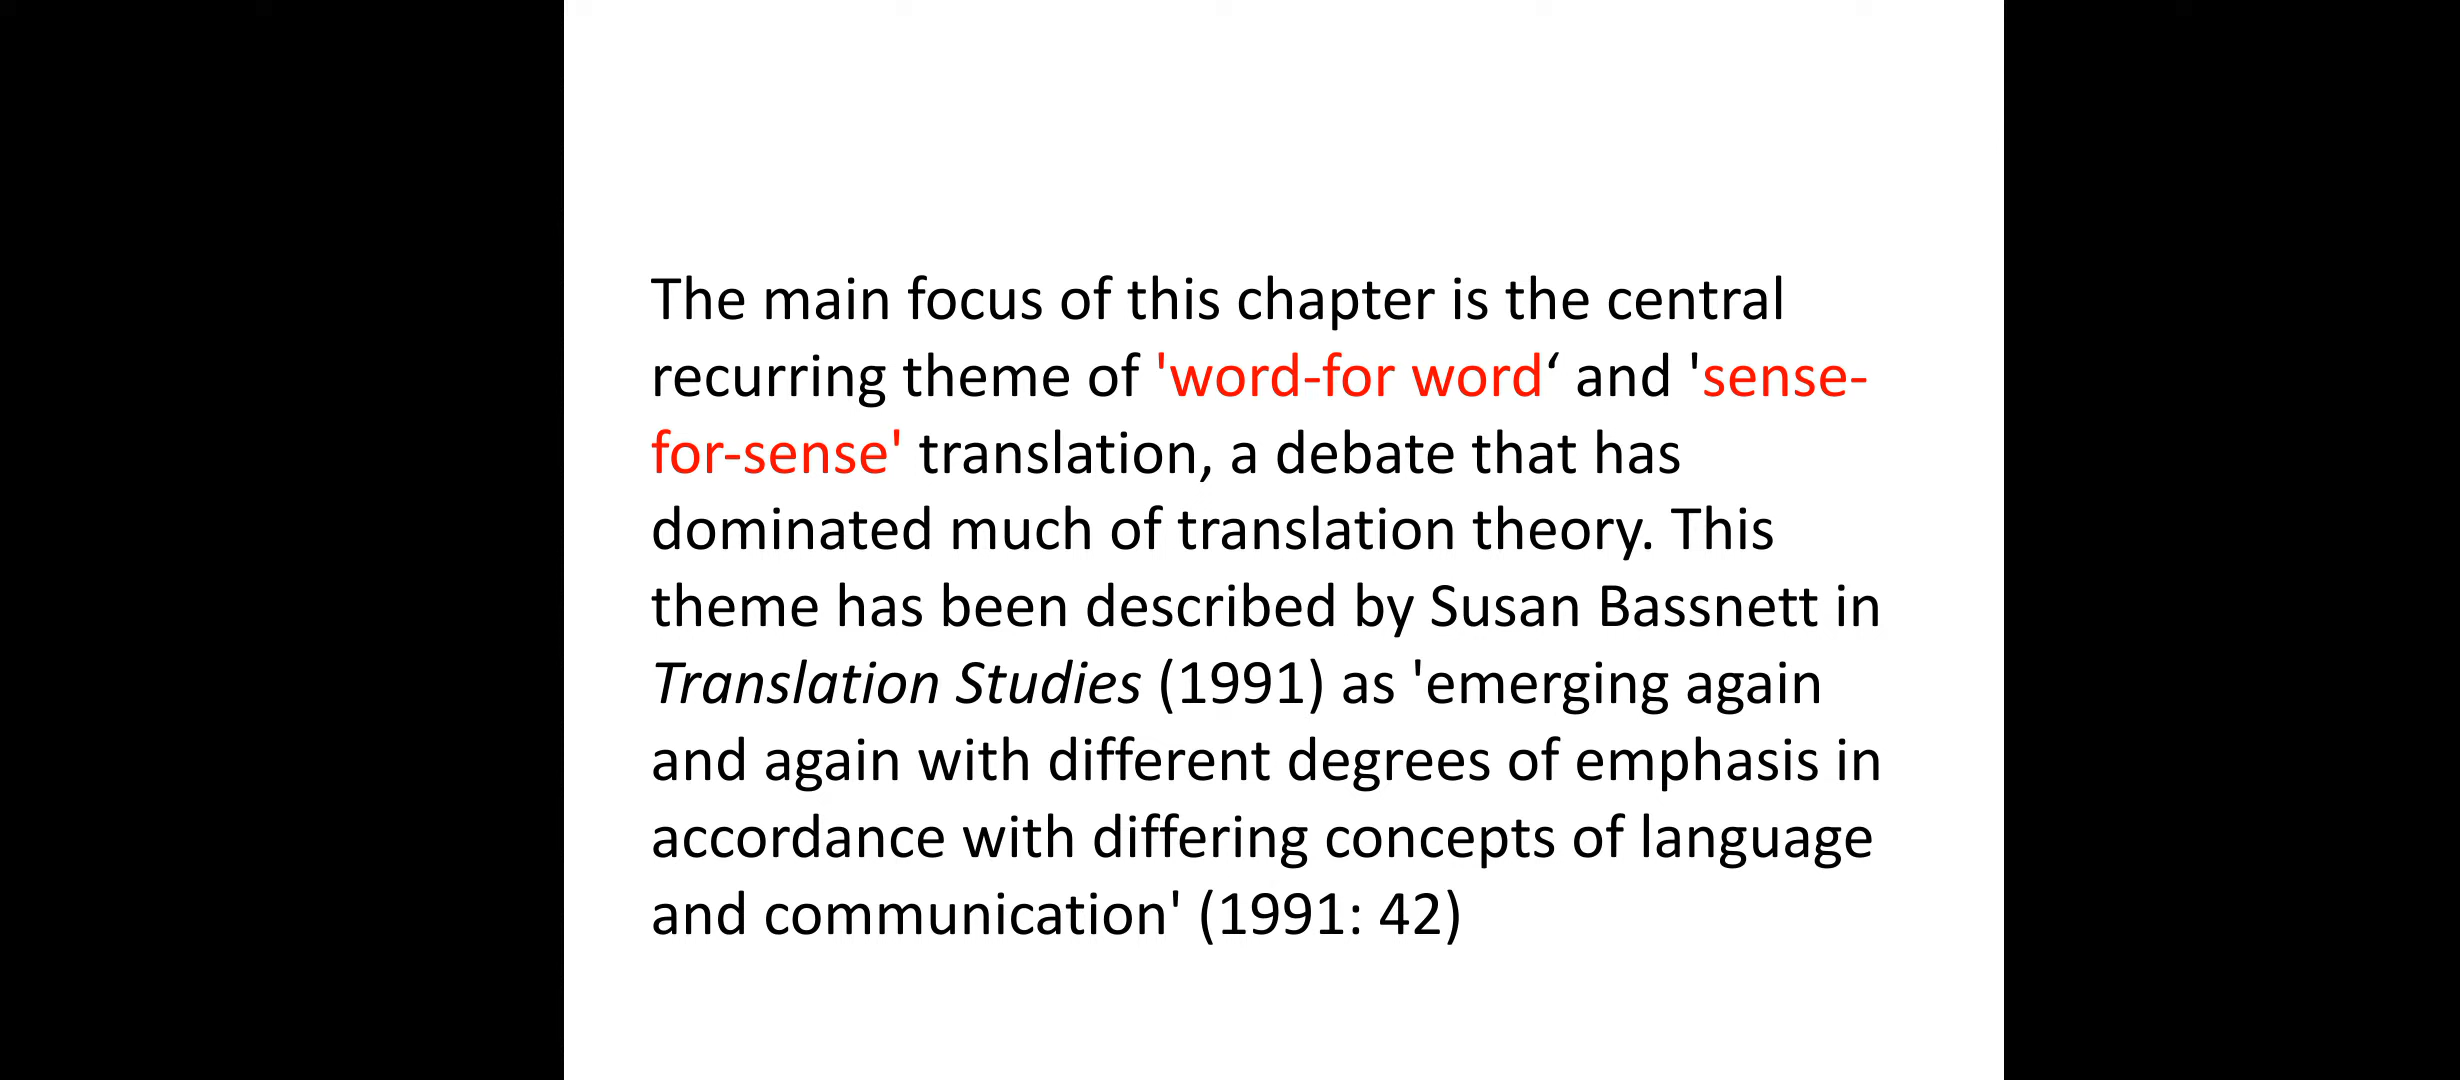 The main focus of this chapter is the central
recurring theme of 'word-for word‘ and 'sense-
for-sense' translation, a debate that has
dominated much of translation theory. This
theme has been described by Susan Bassnett in
Translation Studies (1991) as 'emerging again
and again with different degrees of emphasis in
accordance with differing concepts of language
and communication' (1991: 42)